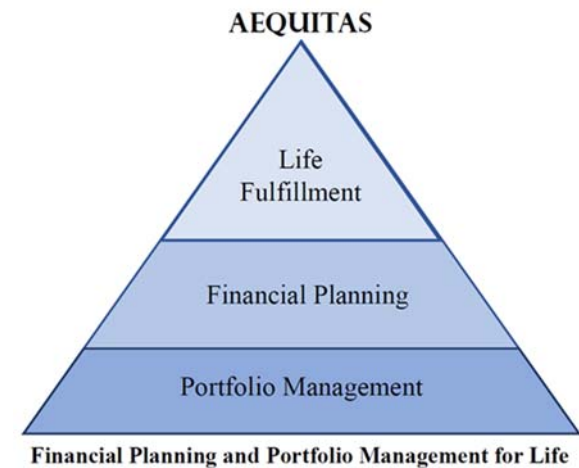 AEQUITAS
Life
Fulfillment
Financial Planning
Portfolio Management
Financial Planning and Portfolio Management for Life